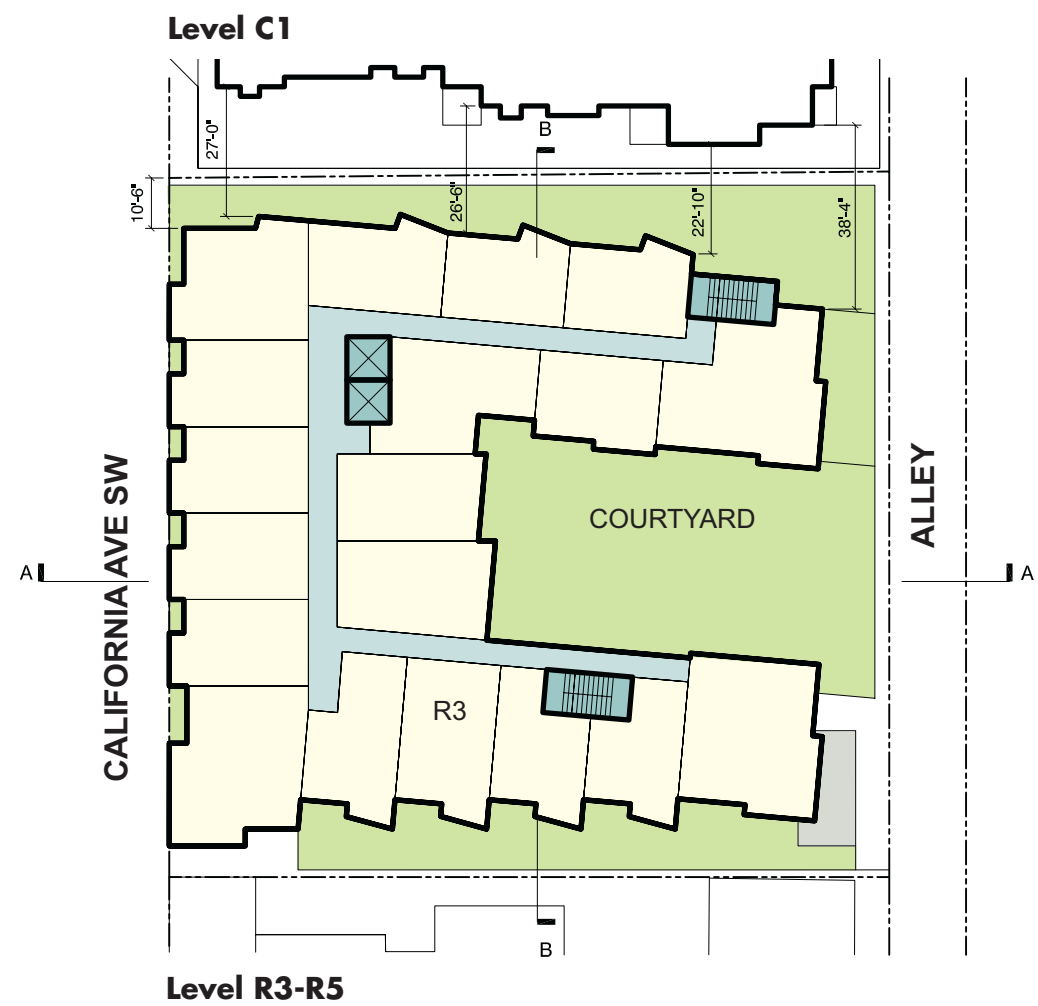 Level C1
B
27'-0"
10'-6"
26'-6"
22'-10"
38'-4"
COURTYARD
CALIFORNIA AVE SW
ALLEY
A
A
R3
B
Level R3-R5